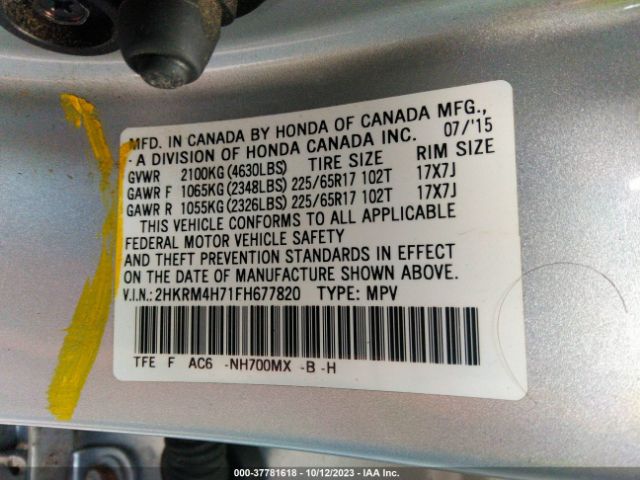 MFD. IN CANADA BY HONDA OF CANADA MFG.,
- A DIVISION OF HONDA CANADA INC. 07/'15
GVWR 2100KG (4630LBS) TIRE SIZE RIM SIZE
GAWR F 1065KG (2348LBS) 225/65R17 102T 17X7J
GAWR R 1055KG (2326LBS) 225/65R17 102T 17X7J
THIS VEHICLE CONFORMS TO ALL APPLICABLE
FEDERAL MOTOR VEHICLE SAFETY
AND THEFT PREVENTION STANDARDS IN EFFECT
ON THE DATE OF MANUFACTURE SHOWN ABOVE.
V.I.N.: 2HKRM4H71FH677820 TYPE: MPV
TFE F AC6 -NH700MX -B -H
000-37781618 - 10/12/2023 - IAA Inc.